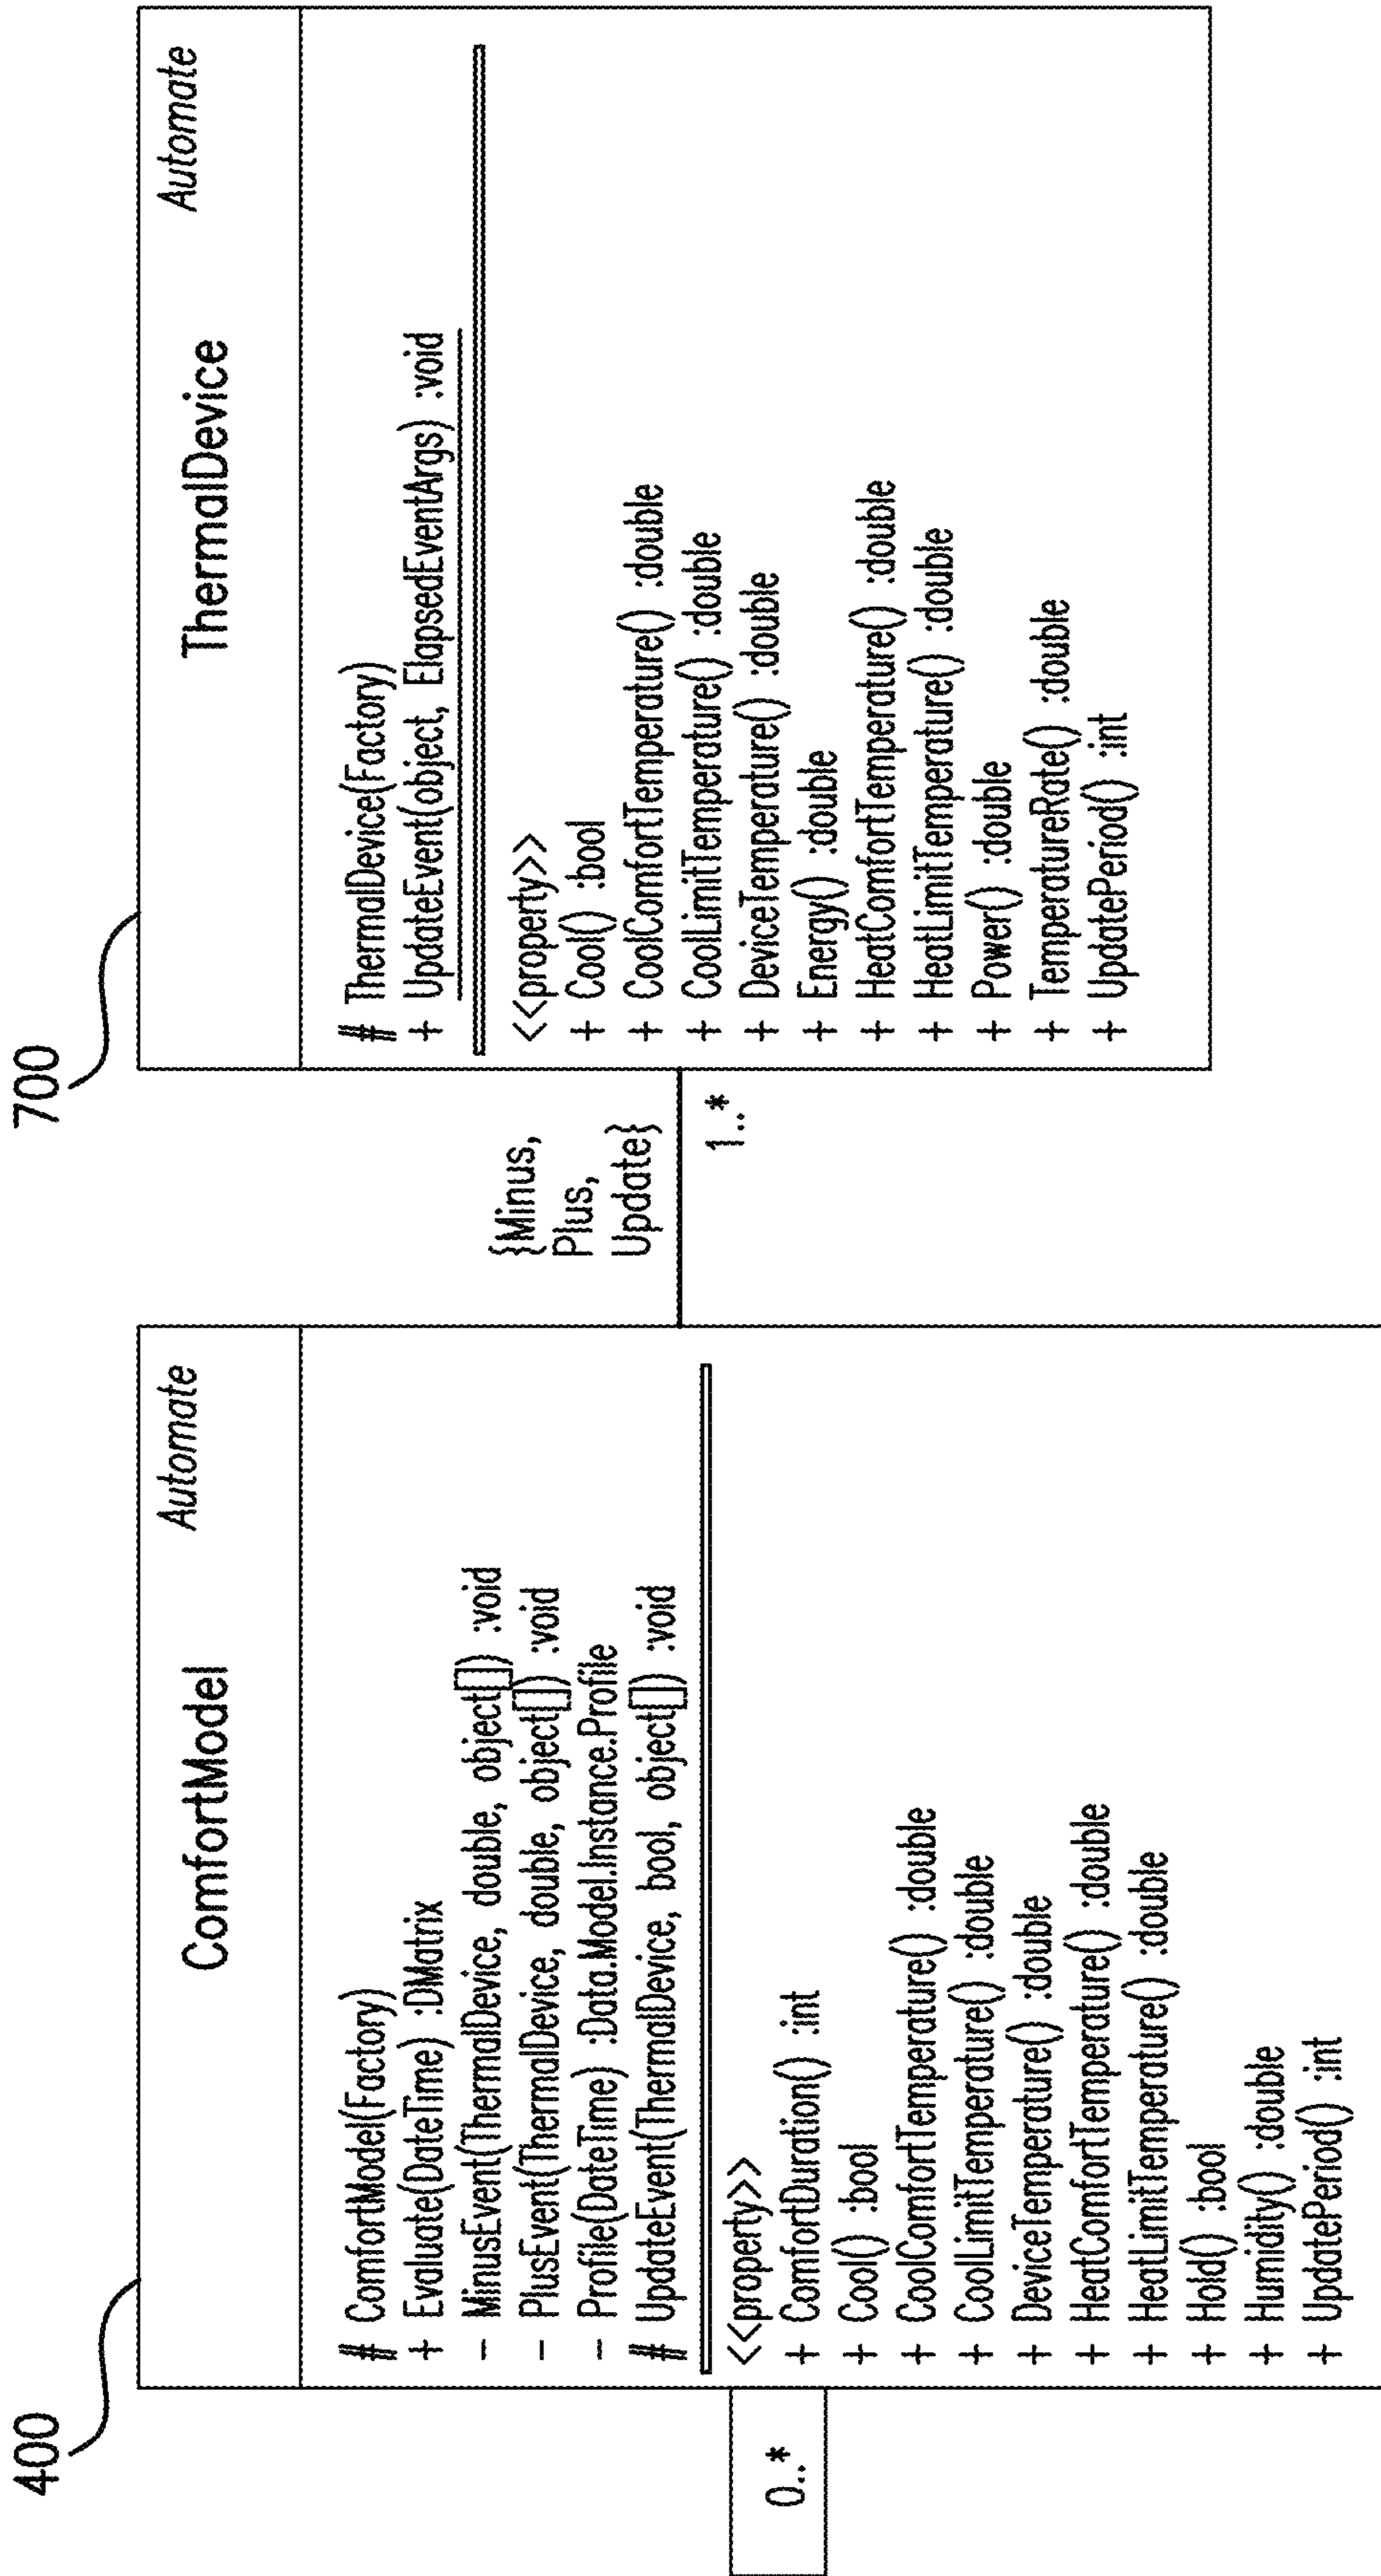 400
Automate
ComfortModel
# ComfortModel(Factory)
+ Evaluate(DateTime) :DMatrix
- MinusEvent(ThermalDevice, double, object[]) :void
- PlusEvent(ThermalDevice, double, object[]) :void
- Profile(DateTime) :Data.Model.Instance.Profile
# UpdateEvent(ThermalDevice, bool, object[]) :void
<<property>>
+ ComfortDuration() :int
+ Cool() :bool
+ CoolComfortTemperature() :double
+ CoolLimitTemperature() :double
+ DeviceTemperature() :double
+ HeatComfortTemperature() :double
+ HeatLimitTemperature() :double
+ Hold() :bool
+ Humidity() :double
+ UpdatePeriod() :int
0..*
{Minus,
Plus,
Update}
1..*
700
Automate
ThermalDevice
# ThermalDevice(Factory)
+ UpdateEvent(object, ElapsedEventArgs) :void
<<property>>
+ Cool() :bool
+ CoolComfortTemperature() :double
+ CoolLimitTemperature() :double
+ DeviceTemperature() :double
+ Energy() :double
+ HeatComfortTemperature() :double
+ HeatLimitTemperature() :double
+ Power() :double
+ TemperatureRate() :double
+ UpdatePeriod() :int